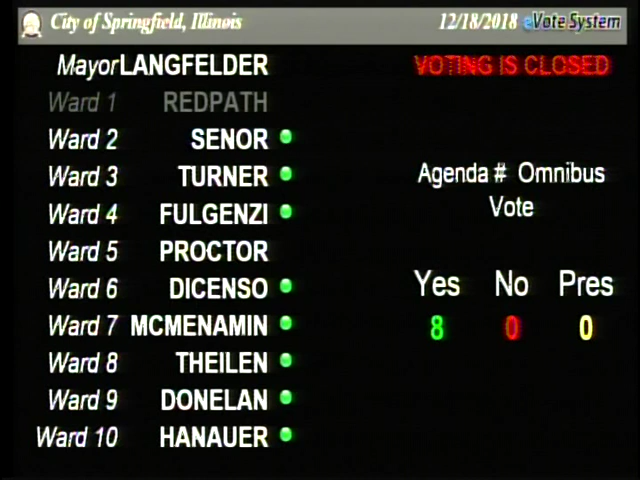 City of Springfield, Illinois 12/18/2018 Vote System
Mayor LANGFELDER VOTING IS CLOSED
Ward 1 REDPATH
Ward 2 SENOR
Ward 3 TURNER
Agenda # Omnibus
Vote
Ward 4 FULGENZI
Ward 5 PROCTOR
Ward 6 DICENSO
Yes No Pres
Ward 7 MCMENAMIN
8 0 0
Ward 8 THEILEN
Ward 9 DONELAN
Ward 10 HANAUER